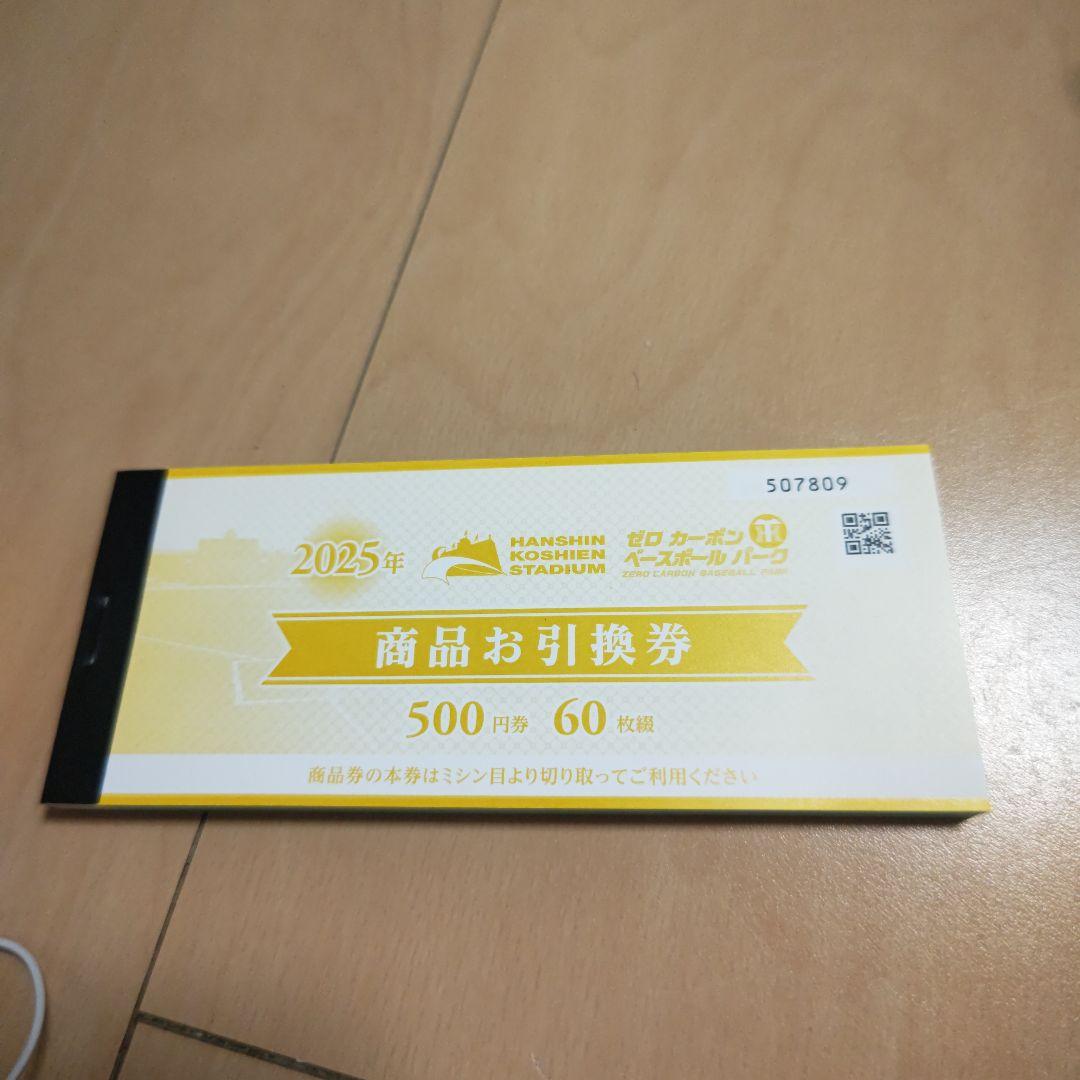 507809
2025年
HANSHIN
KOSHIEN
STADIUM
ゼロ カーボン
ベースボール パーク
ZERO CARBON BASEBALL PARK
商品お引換券
500円券 60枚綴
商品券の本券はミシン目より切り取ってご利用ください